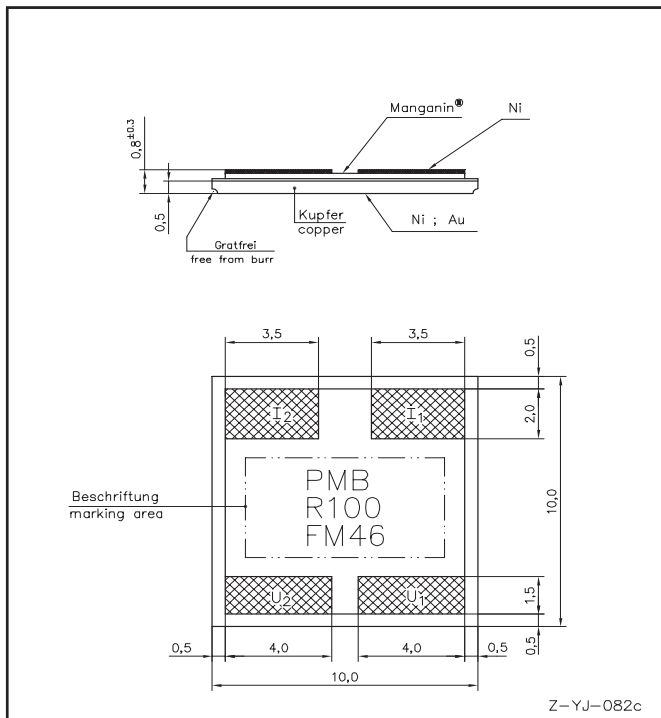 Manganin®
Ni
0,8±0.3
0,5
Kupfer
copper
Ni ; Au
Gratfrei
free from burr
3,5
3,5
0,5
I2
I1
2,0
PMB
R100
FM46
Beschriftung
marking area
10,0
U2
U1
1,5
0,5
4,0
4,0
0,5
0,5
10,0
Z-YJ-082c